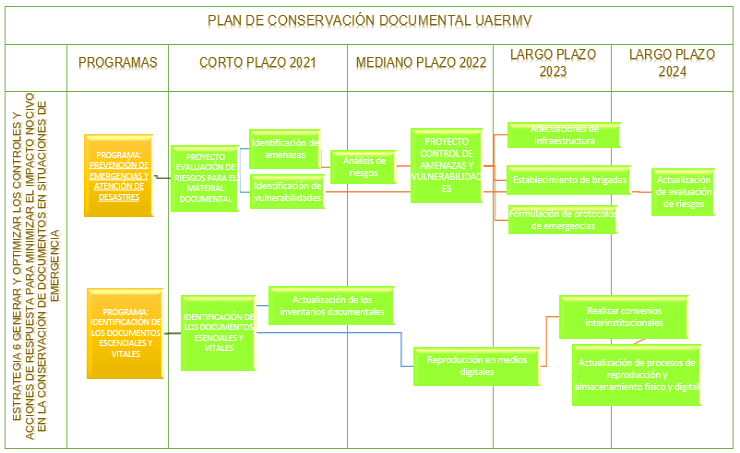 PLAN DE CONSERVACIÓN DOCUMENTAL UAERMV
PROGRAMAS
CORTO PLAZO 2021
MEDIANO PLAZO 2022
LARGO PLAZO
2023
LARGO PLAZO
2024
ESTRATEGIA 6 GENERAR Y OPTIMIZAR LOS CONTROLES Y
ACCIONES DE RESPUESTA PARA MINIMIZAR EL IMPACTO NOCIVO
EN LA CONSERVACIÓN DE DOCUMENTOS EN SITUACIONES DE
EMERGENCIA
PROGRAMA:
PREVENCIÓN DE
EMERGENCIAS Y
ATENCIÓN DE
DESASTRES
PROYECTO
EVALUACIÓN DE
RIESGOS PARA EL
MATERIAL
DOCUMENTAL
Identificación de
amenazas
Identificación de
vulnerabilidades
Análisis de
riesgos
PROYECTO
CONTROL DE
AMENAZAS Y
VULNERABILIDAD
ES
Adecuaciones de
infraestructura
Establecimiento de brigadas
Formulación de protocolos
de emergencias
Actualización
de evaluación
de riesgos
PROGRAMA:
IDENTIFICACIÓN DE
LOS DOCUMENTOS
ESCENCIALES Y
VITALES
IDENTIFICACIÓN DE
LOS DOCUMENTOS
ESENCIALES Y
VITALES
Actualización de los
inventarios documentales
Reproducción en medios
digitales
Realizar convenios
interinstitucionales
Actualización de procesos de
reproducción y
almacenamiento físico y digital